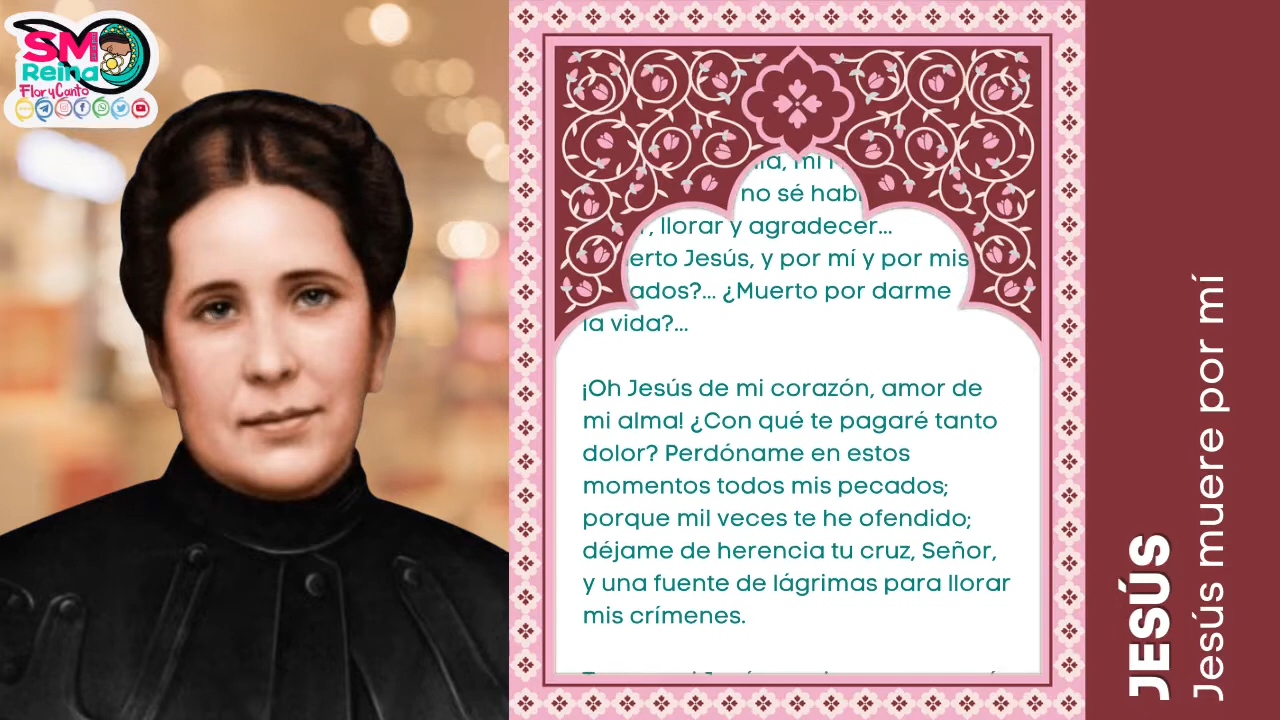 SM
Reina
Flor y Canto
no sé
, llorar y agradecer...
erto Jesús, y por mí y por mis
ados?... ¿Muerto por darme
la vida?...
¡Oh Jesús de mi corazón, amor de
mi alma! ¿Con qué te pagaré tanto
dolor? Perdóname en estos
momentos todos mis pecados;
porque mil veces te he ofendido;
déjame de herencia tu cruz, Señor,
y una fuente de lágrimas para llorar
mis crímenes.
JESÚS
Jesús muere por mí